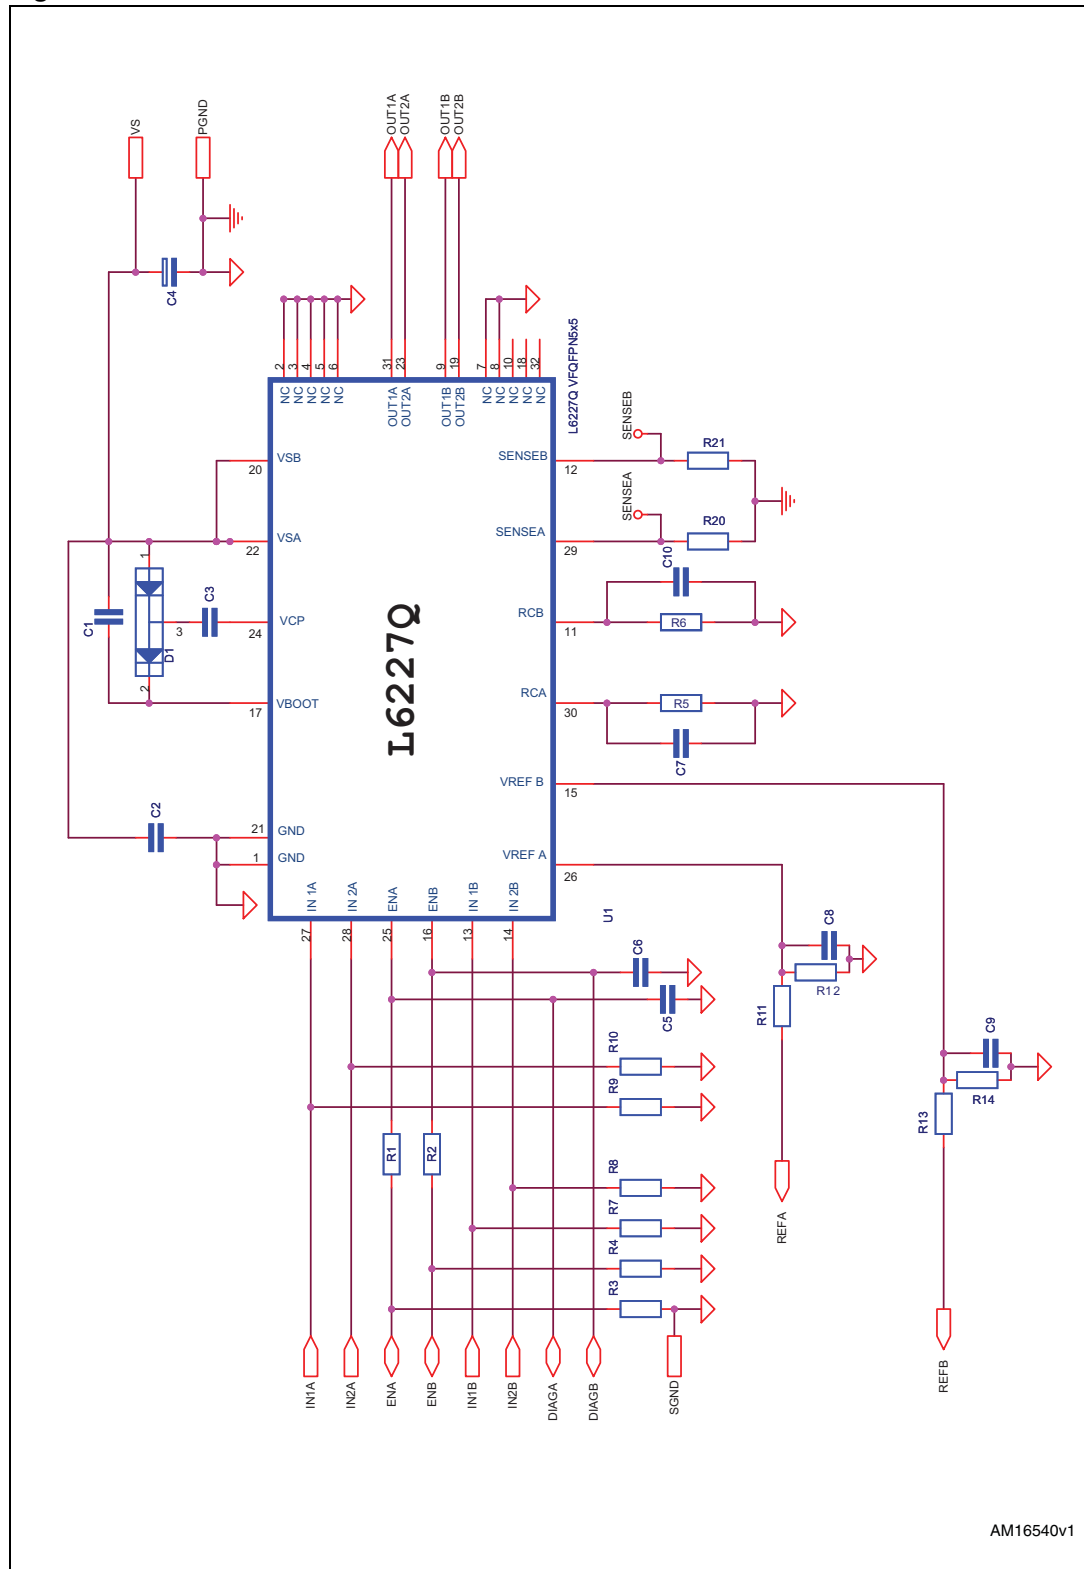 VS
PGND
OUT1A
OUT2A
OUT1B
OUT2B
C4
2
3
4
5
6
31
23
9
19
7
8
10
18
32
NC
NC
NC
NC
NC
OUT1A
OUT2A
OUT1B
OUT2B
NC
NC
NC
NC
NC
L6227Q VFQFPN5x5
VSB
20
VSA
22
VCP
24
VBOOT
17
C1
1
3
2
D1
C3
C2
21
GND
1
GND
L6227Q
SENSEB
12
SENSEA
29
RCB
11
RCA
30
VREF B
15
VREF A
26
SENSEB
R21
SENSEA
R20
C10
R6
R5
C7
IN 1A
IN 2A
ENA
ENB
IN 1B
IN 2B
27
28
25
16
13
14
U1
C6
C5
R10
R9
R1
R2
R8
R7
R4
R3
C8
R12
R11
C9
R14
R13
REFA
REFB
IN1A
IN2A
ENA
ENB
IN1B
IN2B
DIAGA
DIAGB
SGND
AM16540v1